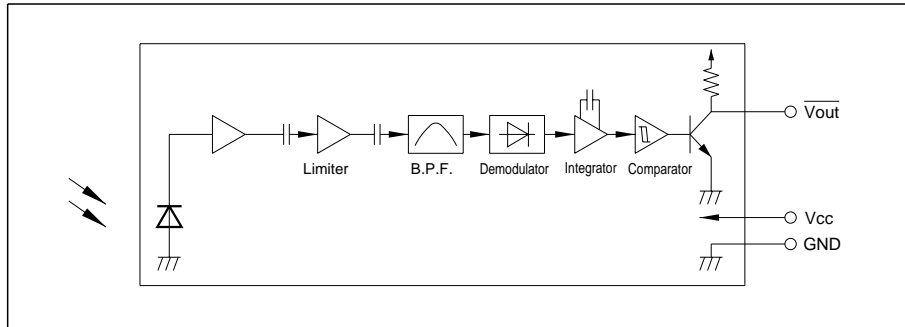 Limiter
B.P.F.
Demodulator
Integrator
Comparator
Vout
Vcc
GND